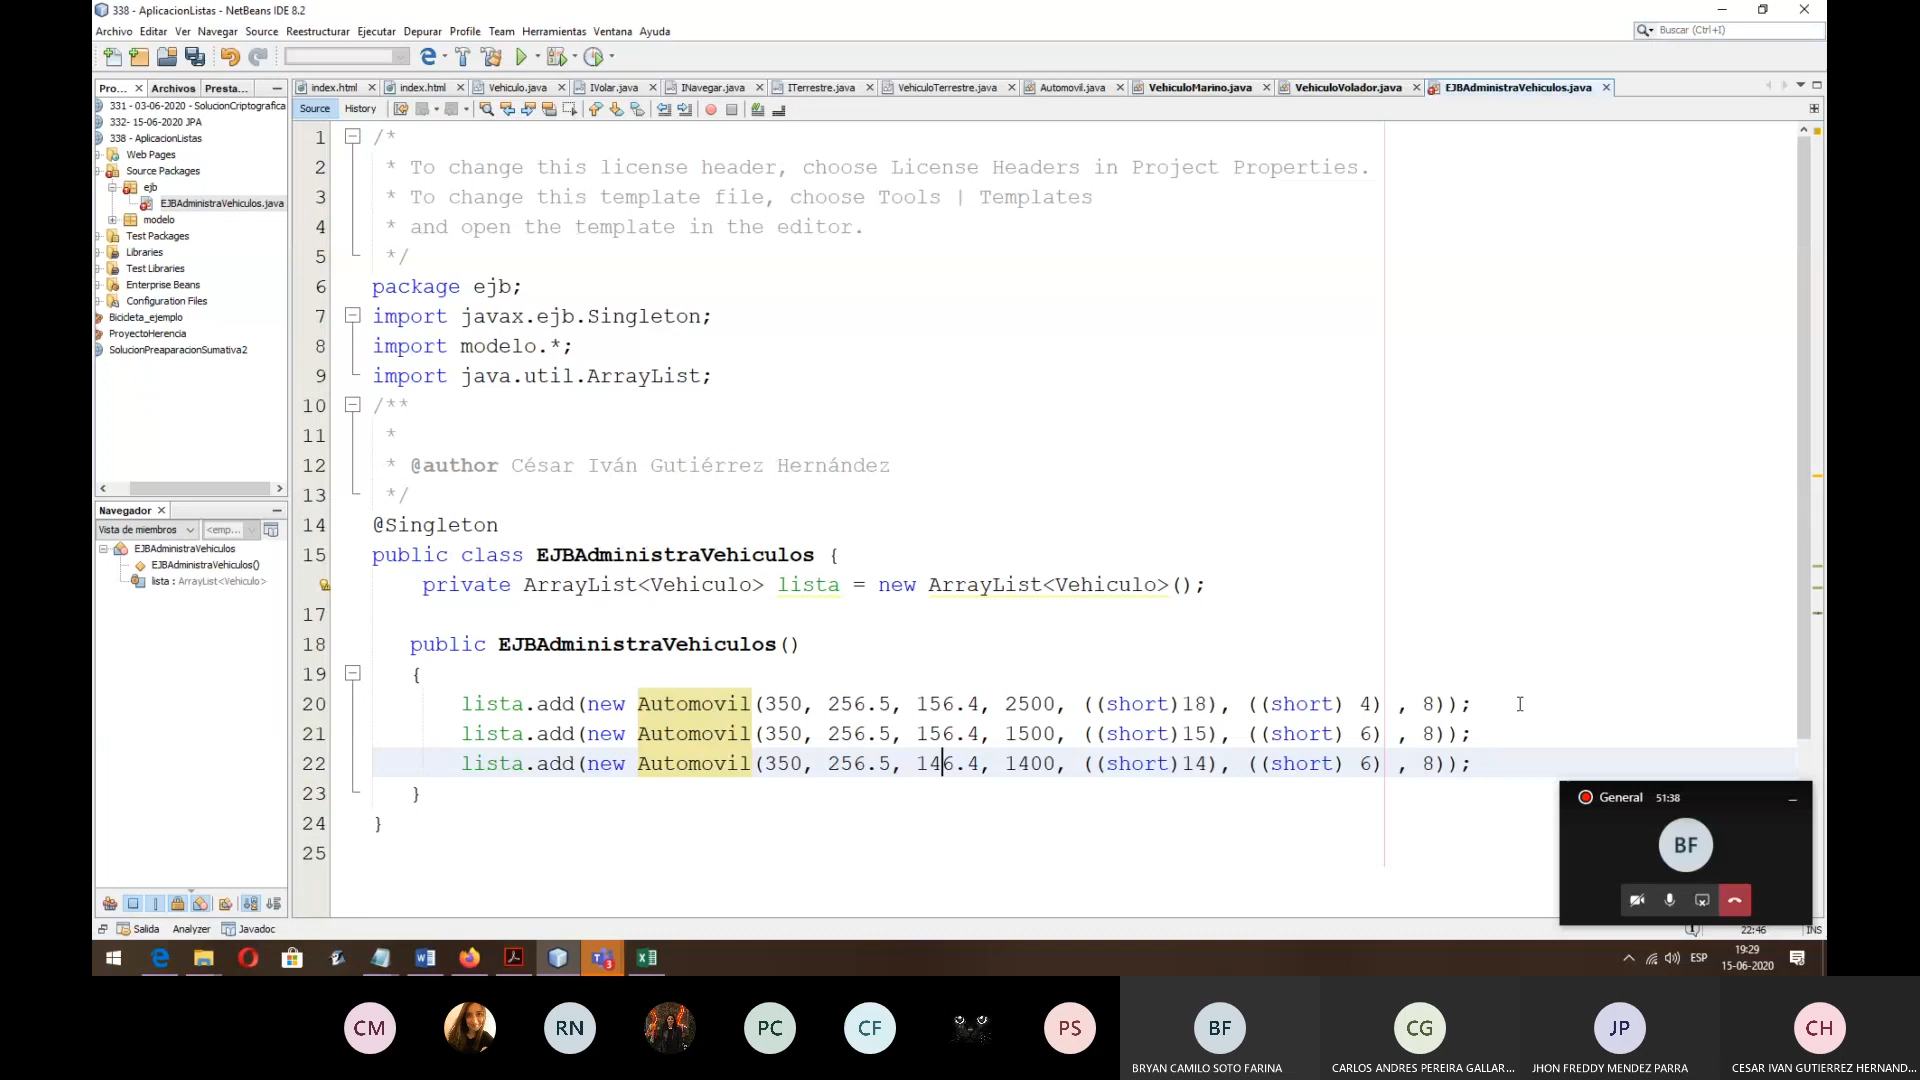 338 - AplicacionListas - NetBeans IDE 8.2
Archivo Editar Ver Navegar Source Reestructurar Ejecutar Depurar Profile Team Herramientas Ventana Ayuda
Buscar (Ctrl+I)
Pro... Archivos Presta...
index.html index.html Vehiculo.java IVolar.java INavegar.java ITerrestre.java VehiculoTerrestre.java Automovil.java VehiculoMarino.java VehiculoVolador.java EJBAdministraVehiculos.java
Source History
331 - 03-06-2020 - SolucionCriptografica
332- 15-06-2020 JPA
338 - AplicacionListas
Web Pages
Source Packages
ejb
EJBAdministraVehiculos.java
modelo
Test Packages
Libraries
Test Libraries
Enterprise Beans
Configuration Files
Bicicleta_ejemplo
ProyectoHerencia
SolucionPreaparacionSumativa2
Navegador
Vista de miembros <emp...
EJBAdministraVehiculos
EJBAdministraVehiculos()
lista : ArrayList<Vehiculo>
1 /*
2 * To change this license header, choose License Headers in Project Properties.
3 * To change this template file, choose Tools | Templates
4 * and open the template in the editor.
5 */
6 package ejb;
7 import javax.ejb.Singleton;
8 import modelo.*;
9 import java.util.ArrayList;
10 /**
11 *
12 * @author César Iván Gutiérrez Hernández
13 */
14 @Singleton
15 public class EJBAdministraVehiculos {
private ArrayList<Vehiculo> lista = new ArrayList<Vehiculo>();
17
18 public EJBAdministraVehiculos()
19 {
20 lista.add(new Automovil(350, 256.5, 156.4, 2500, ((short)18), ((short) 4) , 8));
21 lista.add(new Automovil(350, 256.5, 156.4, 1500, ((short)15), ((short) 6) , 8));
22 lista.add(new Automovil(350, 256.5, 146.4, 1400, ((short)14), ((short) 6) , 8));
23 }
24 }
25
General 51:38
BF
Salida Analyzer Javadoc
22:46 INS
ESP
19:29
15-06-2020
CM RN PC CF PS BF CG JP CH
BRYAN CAMILO SOTO FARINA CARLOS ANDRES PEREIRA GALLAR... JHON FREDDY MENDEZ PARRA CESAR IVAN GUTIERREZ HERNAND...